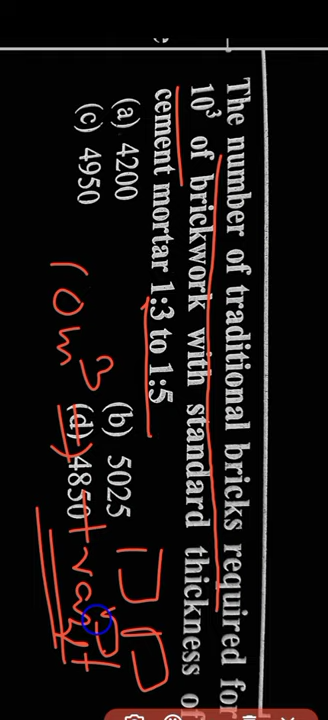 The number of traditional bricks required for
10³ of brickwork with standard thickness of
cement mortar 1:3 to 1:5
(a) 4200 (b) 5025
(c) 4950 (d) 4850
10m³